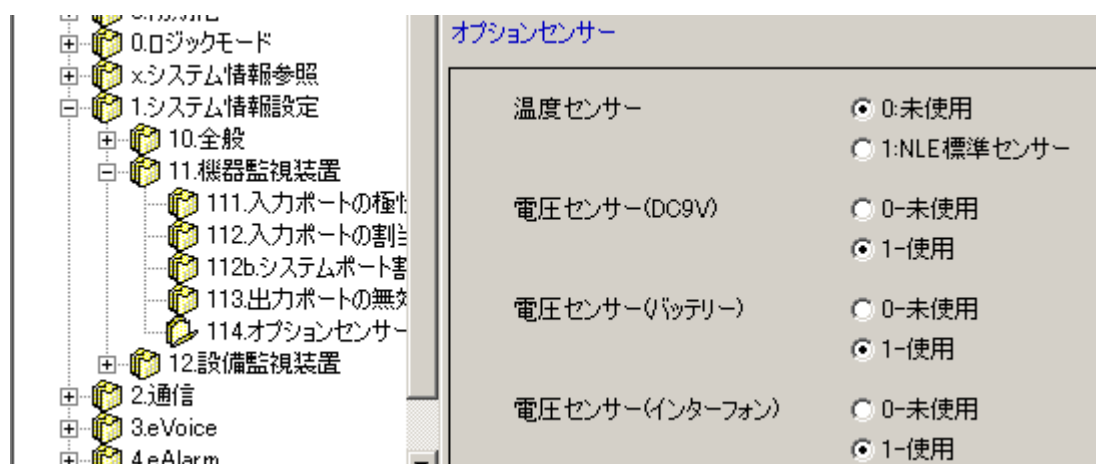 0.ロジックモード
x.システム情報参照
1.システム情報設定
10.全般
11.機器監視装置
111.入力ポートの極
112.入力ポートの割
112b.システムポート割
113.出力ポートの無効
114.オプションセンサー
12.設備監視装置
2.通信
3.eVoice
4.eAlarm
オプションセンサー
温度センサー
0:未使用
1:NLE標準センサー
電圧センサー(DC9V)
0-未使用
1-使用
電圧センサー(バッテリー)
0-未使用
1-使用
電圧センサー(インターフォン)
0-未使用
1-使用